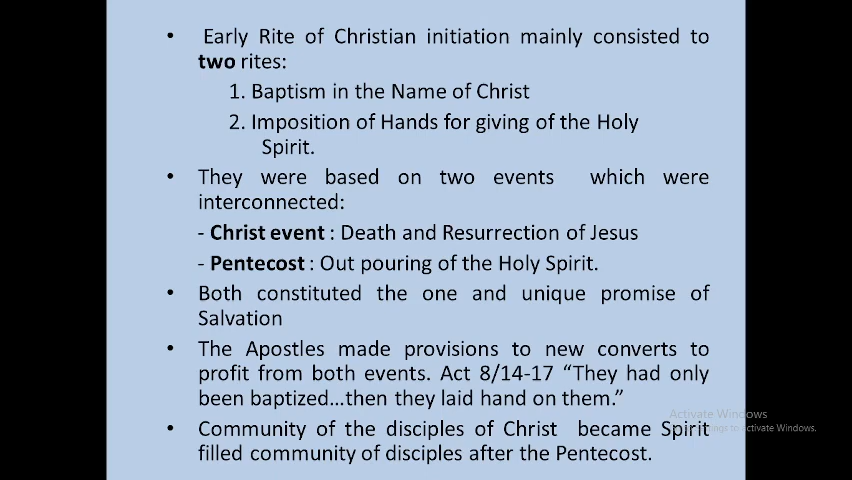 • Early Rite of Christian initiation mainly consisted to
two rites:
1. Baptism in the Name of Christ
2. Imposition of Hands for giving of the Holy
Spirit.
• They were based on two events which were
interconnected:
- Christ event : Death and Resurrection of Jesus
- Pentecost : Out pouring of the Holy Spirit.
• Both constituted the one and unique promise of
Salvation
• The Apostles made provisions to new converts to
profit from both events. Act 8/14-17 “They had only
been baptized…then they laid hand on them.”
Activate Windows
• Community of the disciples of Christ became Spirit
to activate Windows.
filled community of disciples after the Pentecost.